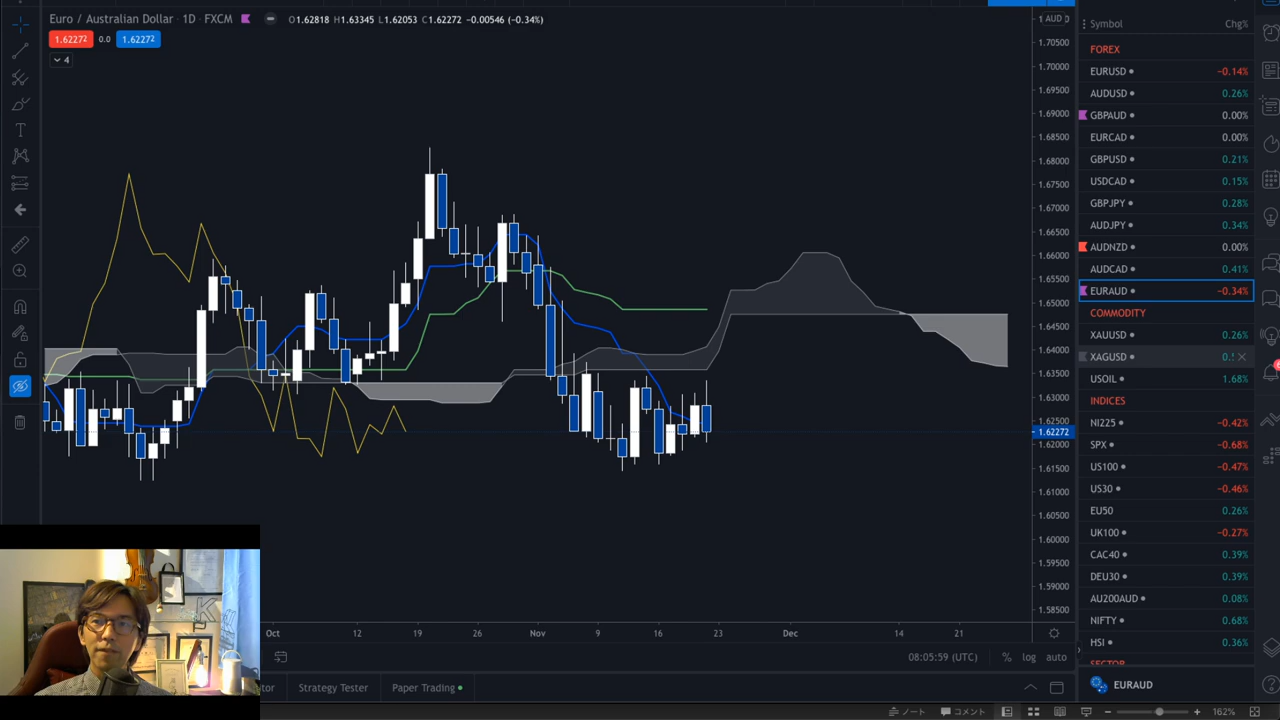 Euro / Australian Dollar · 1D · FXCM
O1.62818 H1.63345 L1.62053 C1.62272 −0.00546 (−0.34%)
1.62272 0.0 1.62272
4
AUD
1.70500
1.70000
1.69500
1.69000
1.68500
1.68000
1.67500
1.67000
1.66500
1.66000
1.65500
1.65000
1.64500
1.64000
1.63500
1.63000
1.62500
1.62272
1.62000
1.61500
1.61000
1.60500
1.60000
1.59500
1.59000
1.58500
Oct 12 19 26 Nov 9 16 23 Dec 14 21
08:05:59 (UTC) % log auto
Strategy Tester Paper Trading
Symbol Chg%
FOREX
EURUSD −0.14%
AUDUSD 0.26%
GBPAUD 0.00%
EURCAD 0.00%
GBPUSD 0.21%
USDCAD 0.15%
GBPJPY 0.28%
AUDJPY 0.34%
AUDNZD 0.00%
AUDCAD 0.41%
EURAUD −0.34%
COMMODITY
XAUUSD 0.26%
XAGUSD
USOIL 1.68%
INDICES
NI225 −0.42%
SPX −0.68%
US100 −0.47%
US30 −0.46%
EU50 0.26%
UK100 −0.27%
CAC40 0.39%
DEU30 0.39%
AU200AUD 0.08%
NIFTY 0.68%
HSI 0.36%
SECTOR
EURAUD
ノート コメント 162%